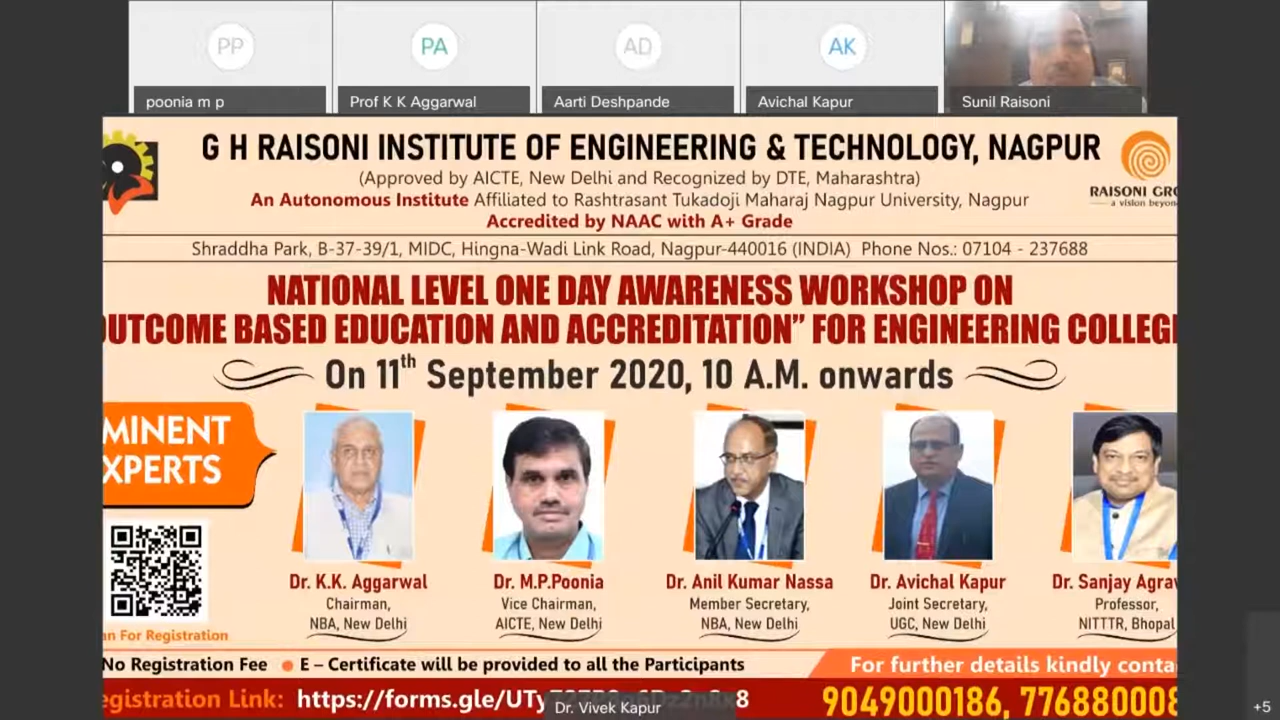 PP
PA
AD
AK
poonia m p
Prof K K Aggarwal
Aarti Deshpande
Avichal Kapur
Sunil Raisoni
G H RAISONI INSTITUTE OF ENGINEERING & TECHNOLOGY, NAGPUR
(Approved by AICTE, New Delhi and Recognized by DTE, Maharashtra)
An Autonomous Institute Affiliated to Rashtrasant Tukadoji Maharaj Nagpur University, Nagpur
Accredited by NAAC with A+ Grade
RAISONI GRO
a vision beyon
Shraddha Park, B-37-39/1, MIDC, Hingna-Wadi Link Road, Nagpur-440016 (INDIA) Phone Nos.: 07104 - 237688
NATIONAL LEVEL ONE DAY AWARENESS WORKSHOP ON
OUTCOME BASED EDUCATION AND ACCREDITATION” FOR ENGINEERING COLLEG
On 11th September 2020, 10 A.M. onwards
MINENT
XPERTS
Dr. K.K. Aggarwal
Chairman,
NBA, New Delhi
Dr. M.P.Poonia
Vice Chairman,
AICTE, New Delhi
Dr. Anil Kumar Nassa
Member Secretary,
NBA, New Delhi
Dr. Avichal Kapur
Joint Secretary,
UGC, New Delhi
Dr. Sanjay Agraw
Professor,
NITTTR, Bhopal
an For Registration
No Registration Fee E – Certificate will be provided to all the Participants
For further details kindly conta
egistration Link: https://forms.gle/UTy
9049000186, 776880008
Dr. Vivek Kapur
+5